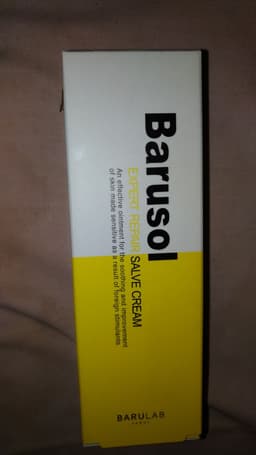 Barusol
EXPERT REPAIR SALVE CREAM
An effective ointment for the soothing and improvement
of skin made sensitive as a result of foreign stimulants
BARULAB